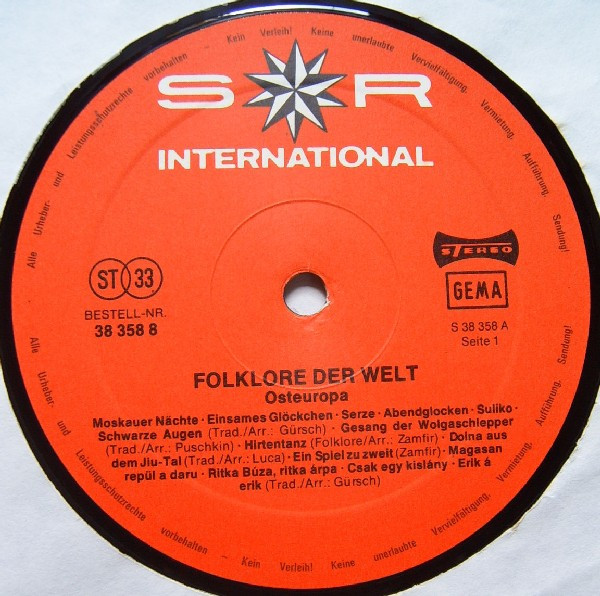 Alle Urheber- und Leistungsschutzrechte vorbehalten - Kein Verleih! Keine unerlaubte Vervielfältigung, Vermietung, Aufführung, Sendung!
S R
INTERNATIONAL
ST 33
BESTELL-NR.
38 358 8
STEREO
GEMA
S 38 358 A
Seite 1
FOLKLORE DER WELT
Osteuropa
Moskauer Nächte · Einsames Glöckchen · Serze · Abendglocken · Suliko ·
Schwarze Augen (Trad./Arr.: Gürsch) · Gesang der Wolgaschlepper
(Trad./Arr.: Puschkin) · Hirtentanz (Folklore/Arr.: Zamfir) · Doina aus
dem Jiu-Tal (Trad./Arr.: Luca) · Ein Spiel zu zweit (Zamfir) · Magasan
repül a daru · Ritka Búza, ritka árpa · Csak egy kislány · Erik á
erik (Trad./Arr.: Gürsch)
Alle Urheber- und Leistungsschutzrechte vorbehalten - Kein Verleih! Keine unerlaubte Vervielfältigung, Vermietung, Aufführung, Sendung!